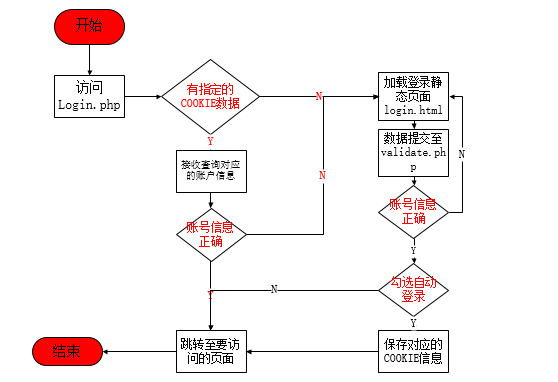 开始
访问
Login.php
有指定的
COOKIE数据
N
加载登录静
态页面
login.html
Y
数据提交至
validate.ph
p
N
接收查询对应
的账户信息
N
账号信息
正确
账号信息
正确
Y
勾选自动
登录
N
Y
Y
跳转至要访
问的页面
保存对应的
COOKIE信息
结束